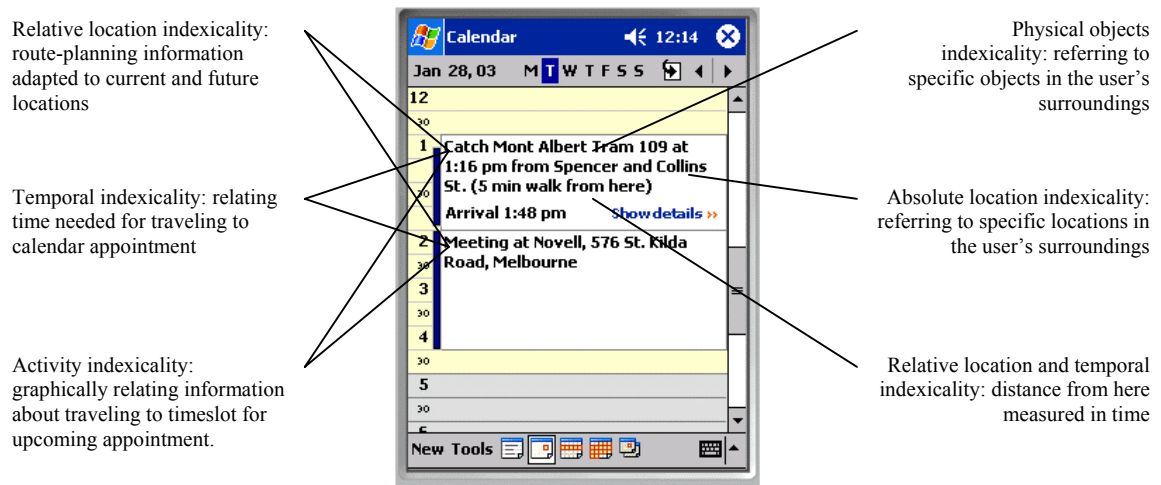 Relative location indexicality:
route-planning information
adapted to current and future
locations
Temporal indexicality: relating
time needed for traveling to
calendar appointment
Activity indexicality:
graphically relating information
about traveling to timeslot for
upcoming appointment.
Calendar 12:14
Jan 28, 03 M T W T F S S
12
30
1 Catch Mont Albert Tram 109 at
1:16 pm from Spencer and Collins
30 St. (5 min walk from here)
Arrival 1:48 pm Show details »
2 Meeting at Novell, 576 St. Kilda
30 Road, Melbourne
3
30
4
30
5
30
New Tools
Physical objects
indexicality: referring to
specific objects in the user's
surroundings
Absolute location indexicality:
referring to specific locations in
the user's surroundings
Relative location and temporal
indexicality: distance from here
measured in time